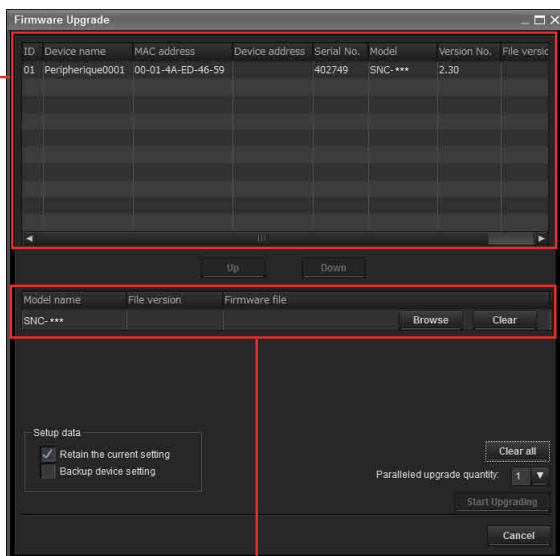 Firmware Upgrade
ID Device name MAC address Device address Serial No. Model Version No. File versic
01 Peripherique0001 00-01-4A-ED-46-59 402749 SNC-*** 2.30
Up Down
Model name File version Firmware file
SNC-*** Browse Clear
Setup data
Retain the current setting
Backup device setting
Clear all
Paralleled upgrade quantity: 1
Start Upgrading
Cancel